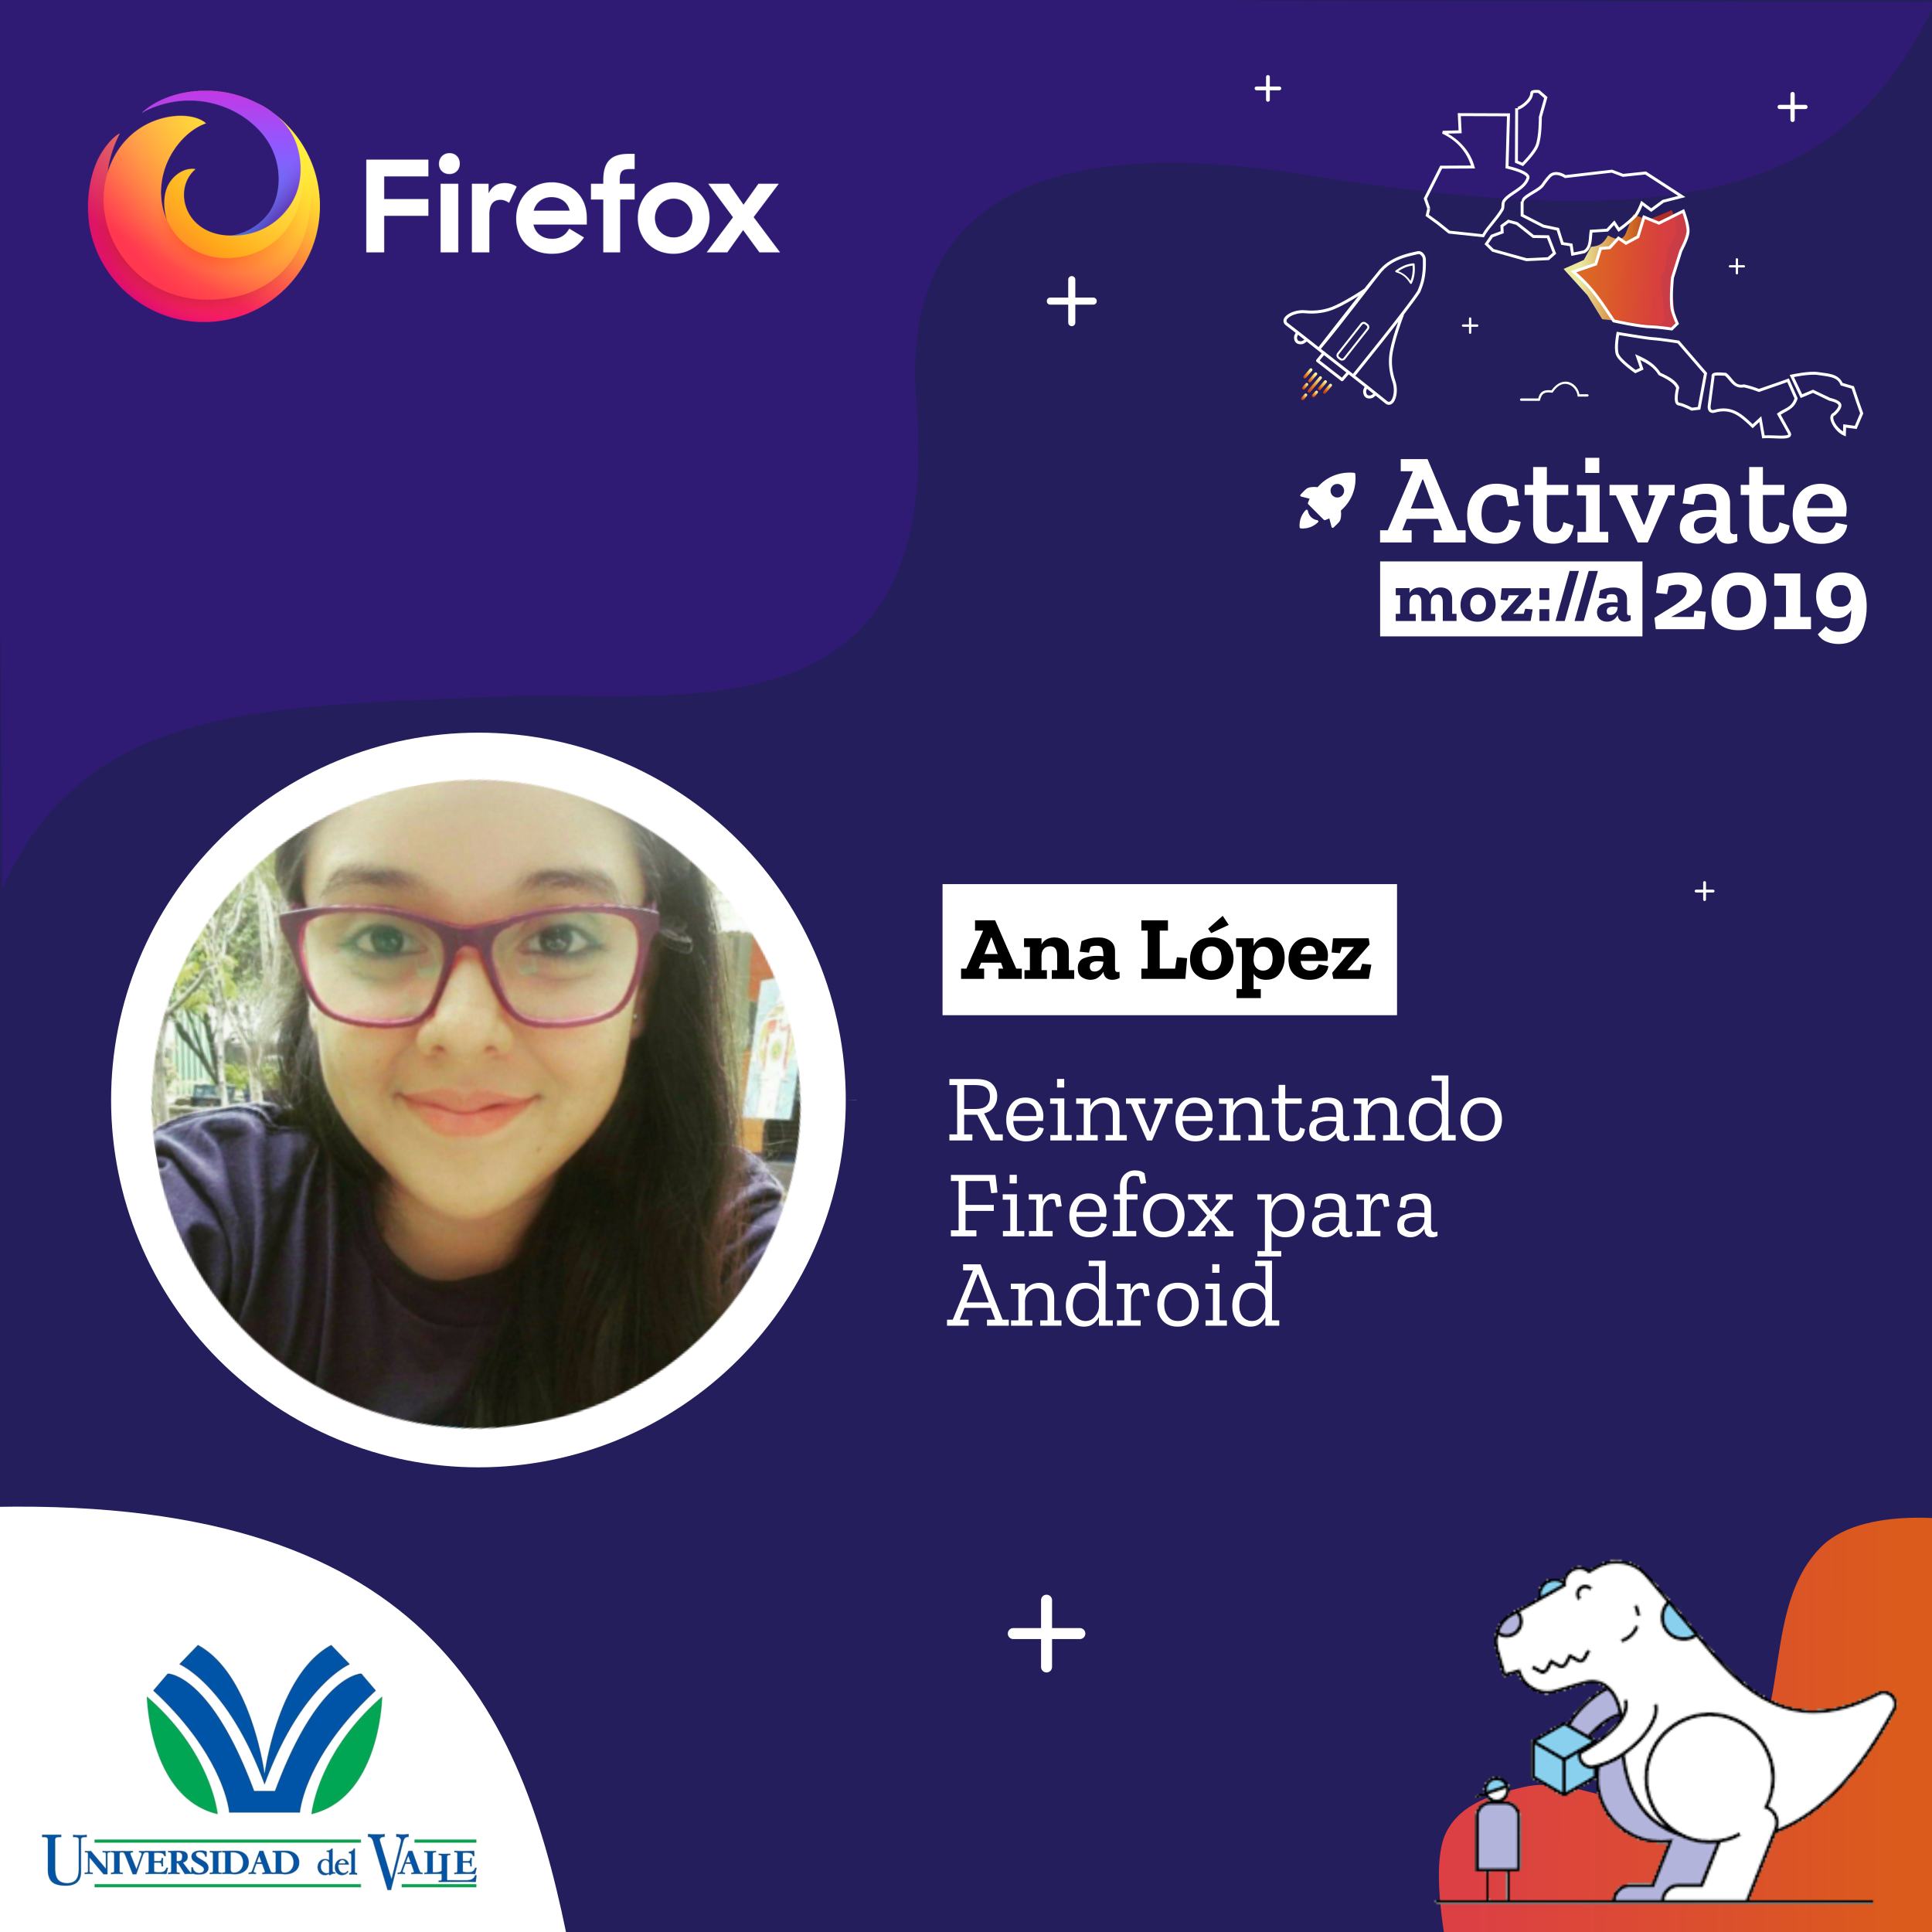 Firefox
Activate
moz://a 2019
Ana López
Reinventando
Firefox para
Android
UNIVERSIDAD del VALLE